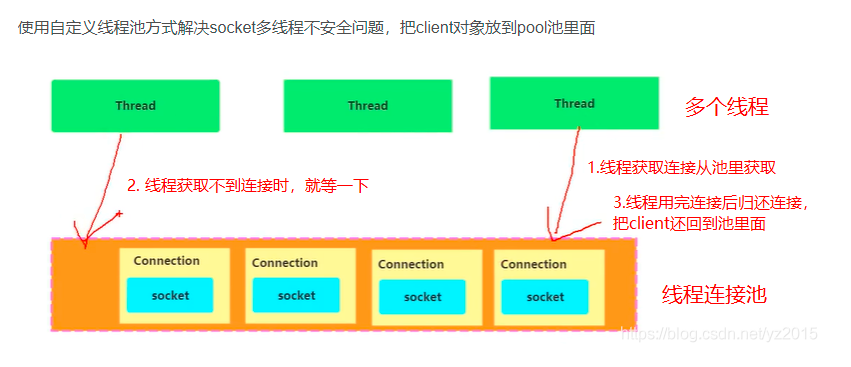 使用自定义线程池方式解决socket多线程不安全问题，把client对象放到pool池里面
Thread
Thread
Thread
多个线程
2. 线程获取不到连接时，就等一下
1.线程获取连接从池里获取
3.线程用完连接后归还连接，
把client还回到池里面
Connection
socket
Connection
socket
Connection
socket
Connection
socket
线程连接池
https://blog.csdn.net/yz2015